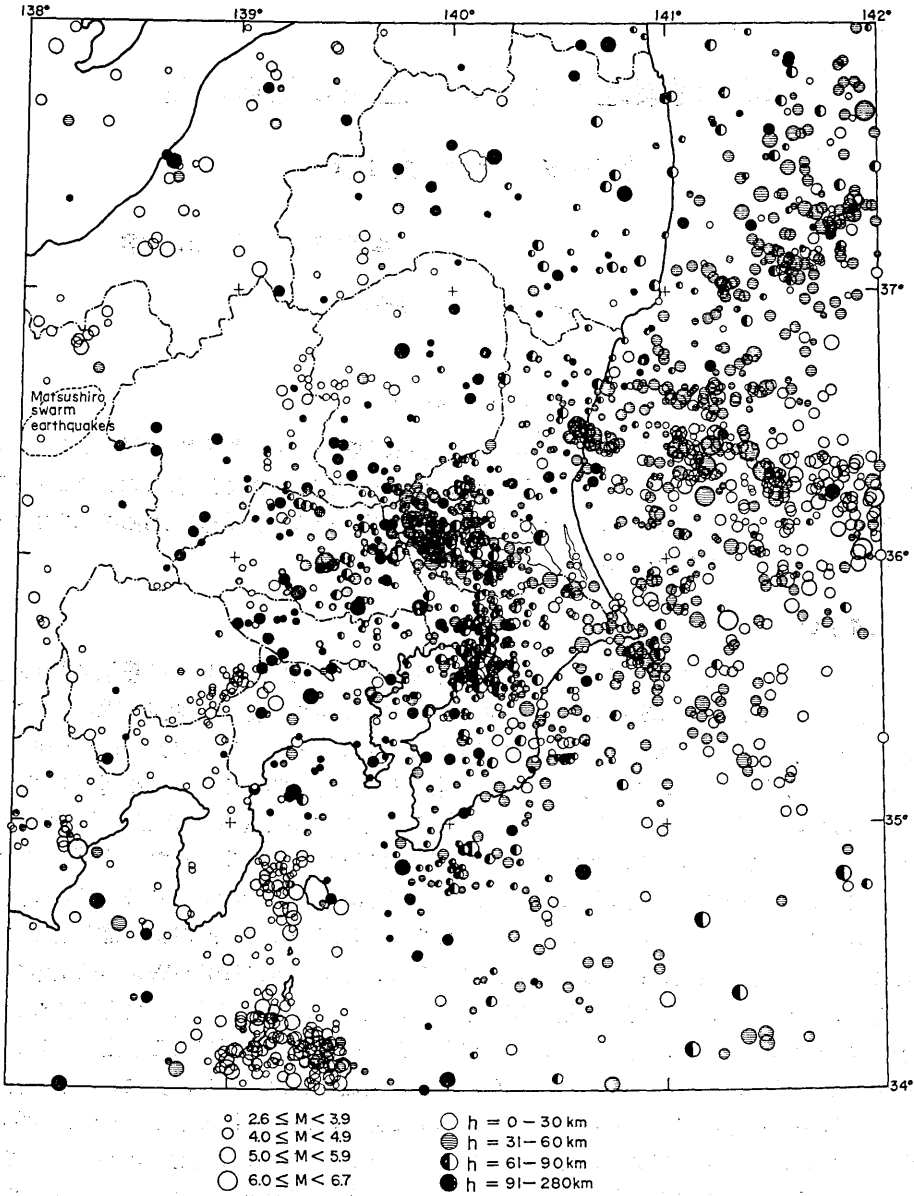 138° 139° 140° 141° 142°
37°
Matsushiro
swarm
earthquakes
36°
35°
34°
2.6 ≤ M < 3.9
4.0 ≤ M < 4.9
5.0 ≤ M < 5.9
6.0 ≤ M < 6.7
h = 0 – 30 km
h = 31 – 60 km
h = 61 – 90 km
h = 91 – 280 km